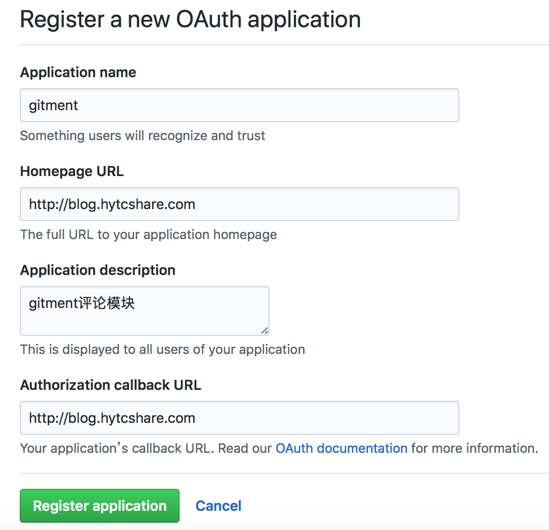 Register a new OAuth application
Application name
gitment
Something users will recognize and trust
Homepage URL
http://blog.hytcshare.com
The full URL to your application homepage
Application description
gitment评论模块
This is displayed to all users of your application
Authorization callback URL
http://blog.hytcshare.com
Your application's callback URL. Read our OAuth documentation for more information.
Register application Cancel